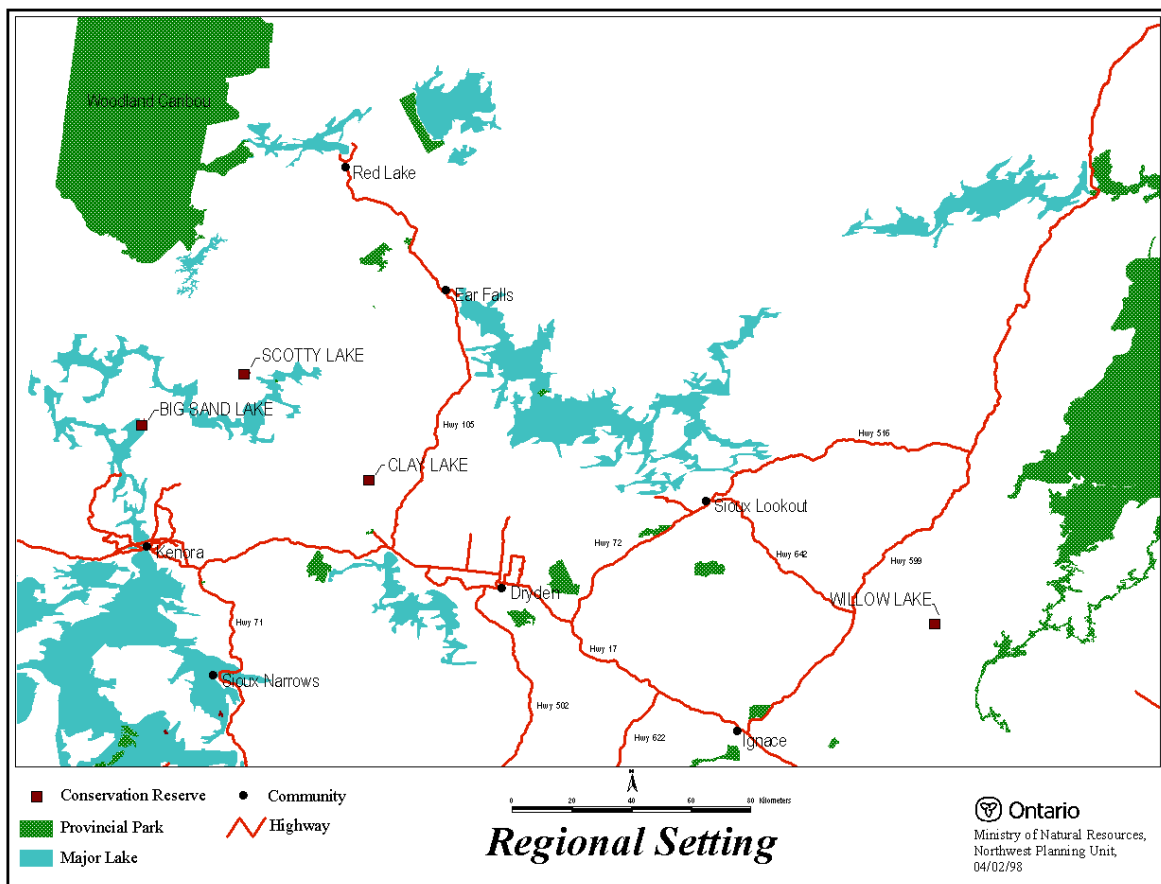 Woodland Caribou
Red Lake
Ear Falls
SCOTTY LAKE
BIG SAND LAKE
Hwy 105
Hwy 516
CLAY LAKE
Sioux Lookout
Kenora
Hwy 72
Hwy 642
Hwy 599
Dryden
WILLOW LAKE
Hwy 71
Hwy 17
Sioux Narrows
Hwy 502
Hwy 622
Ignace
Conservation Reserve
Community
Provincial Park
Highway
Major Lake
N
0 20 40 60 80 Kilometers
Regional Setting
Ontario
Ministry of Natural Resources,
Northwest Planning Unit,
04/02/98